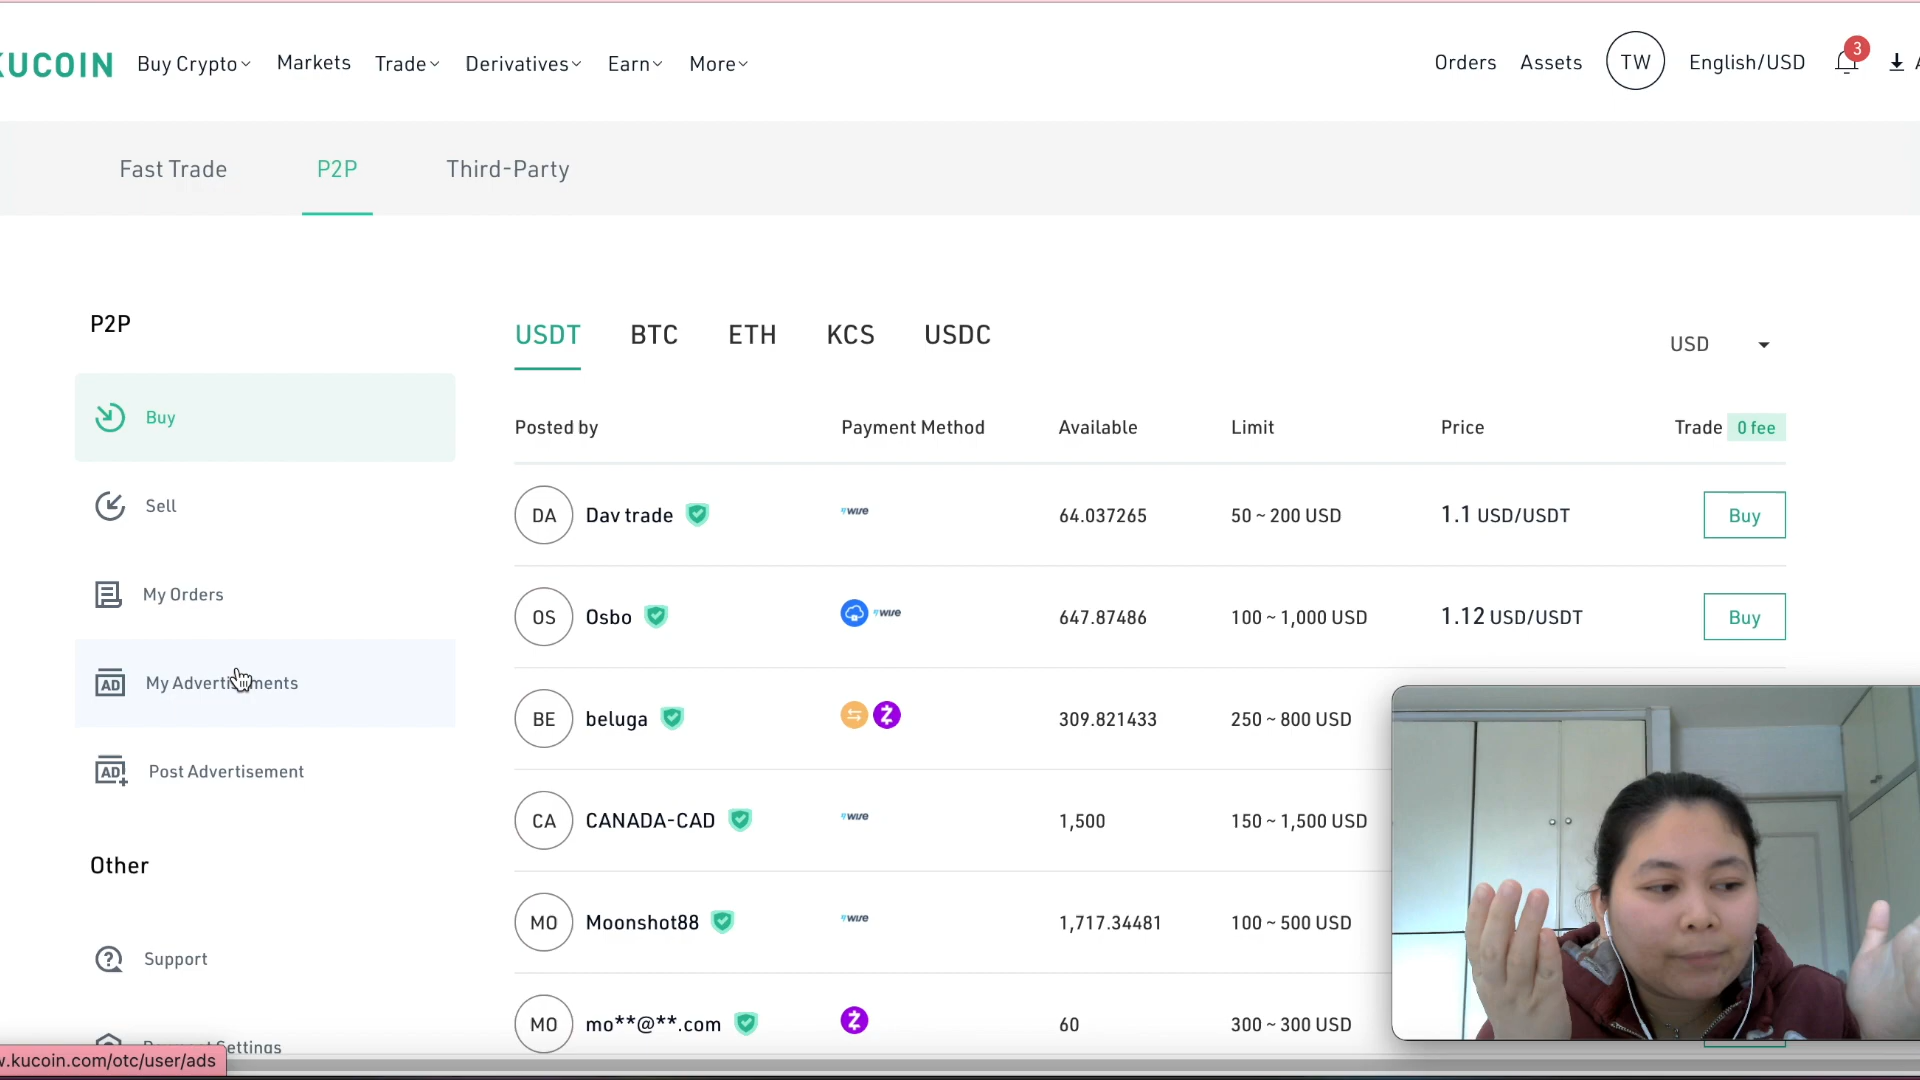 KUCOIN Buy Crypto Markets Trade Derivatives Earn More Orders Assets TW English/USD 3
Fast Trade P2P Third-Party
P2P
Buy
Sell
My Orders
My Advertisements
Post Advertisement
Other
Support
Payment Settings
w.kucoin.com/otc/user/ads
USDT BTC ETH KCS USDC USD
Posted by Payment Method Available Limit Price Trade 0 fee
DA Dav trade wise 64.037265 50 ~ 200 USD 1.1 USD/USDT Buy
OS Osbo wise 647.87486 100 ~ 1,000 USD 1.12 USD/USDT Buy
BE beluga 309.821433 250 ~ 800 USD
CA CANADA-CAD wise 1,500 150 ~ 1,500 USD
MO Moonshot88 wise 1,717.34481 100 ~ 500 USD
MO mo**@**.com 60 300 ~ 300 USD